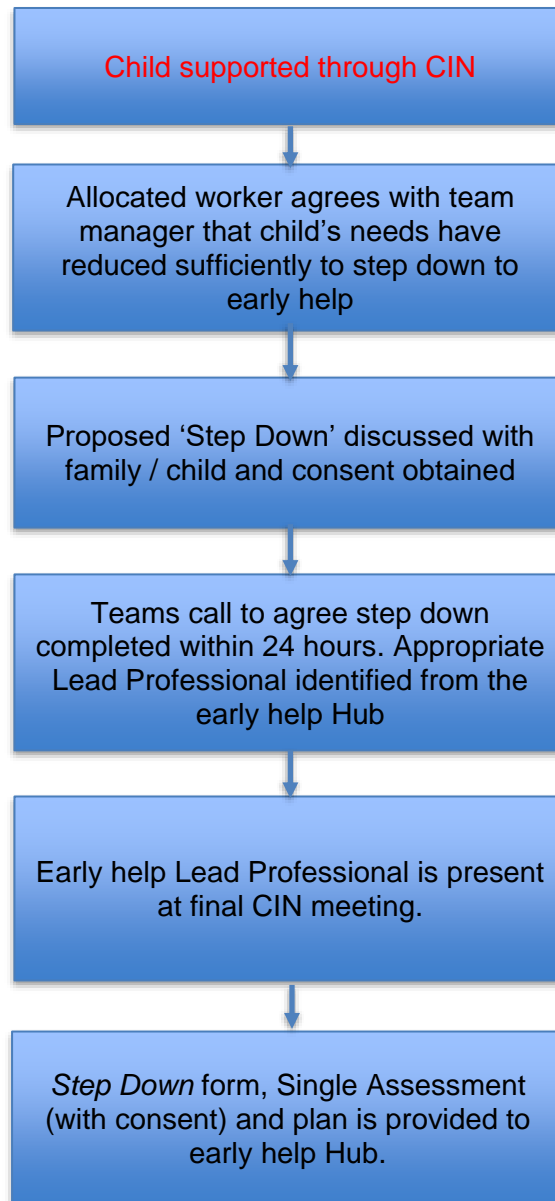 Child supported through CIN
Allocated worker agrees with team
manager that child’s needs have
reduced sufficiently to step down to
early help
Proposed ‘Step Down’ discussed with
family / child and consent obtained
Teams call to agree step down
completed within 24 hours. Appropriate
Lead Professional identified from the
early help Hub
Early help Lead Professional is present
at final CIN meeting.
Step Down form, Single Assessment
(with consent) and plan is provided to
early help Hub.